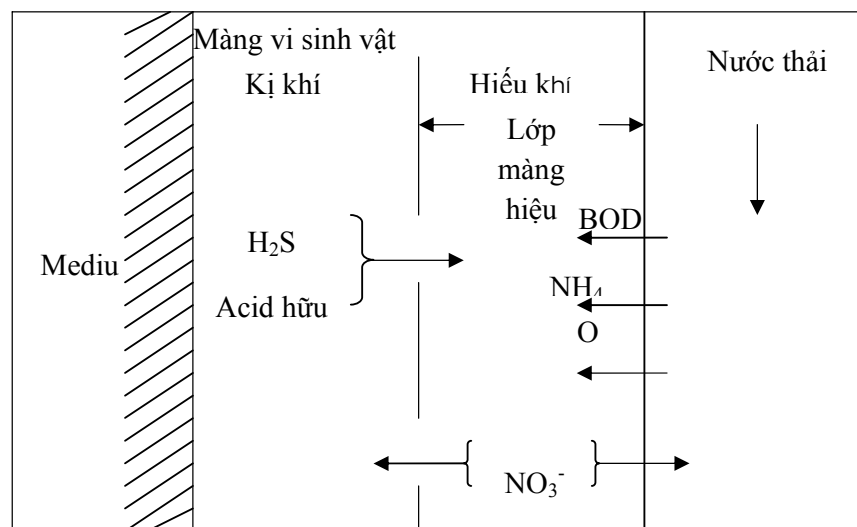 Màng vi sinh vật
Kị khí
Hiếu khí
Nước thải
Lớp
màng
hiệu
BOD
H₂S
Mediu
NH₄
Acid hữu
O
NO₃⁻